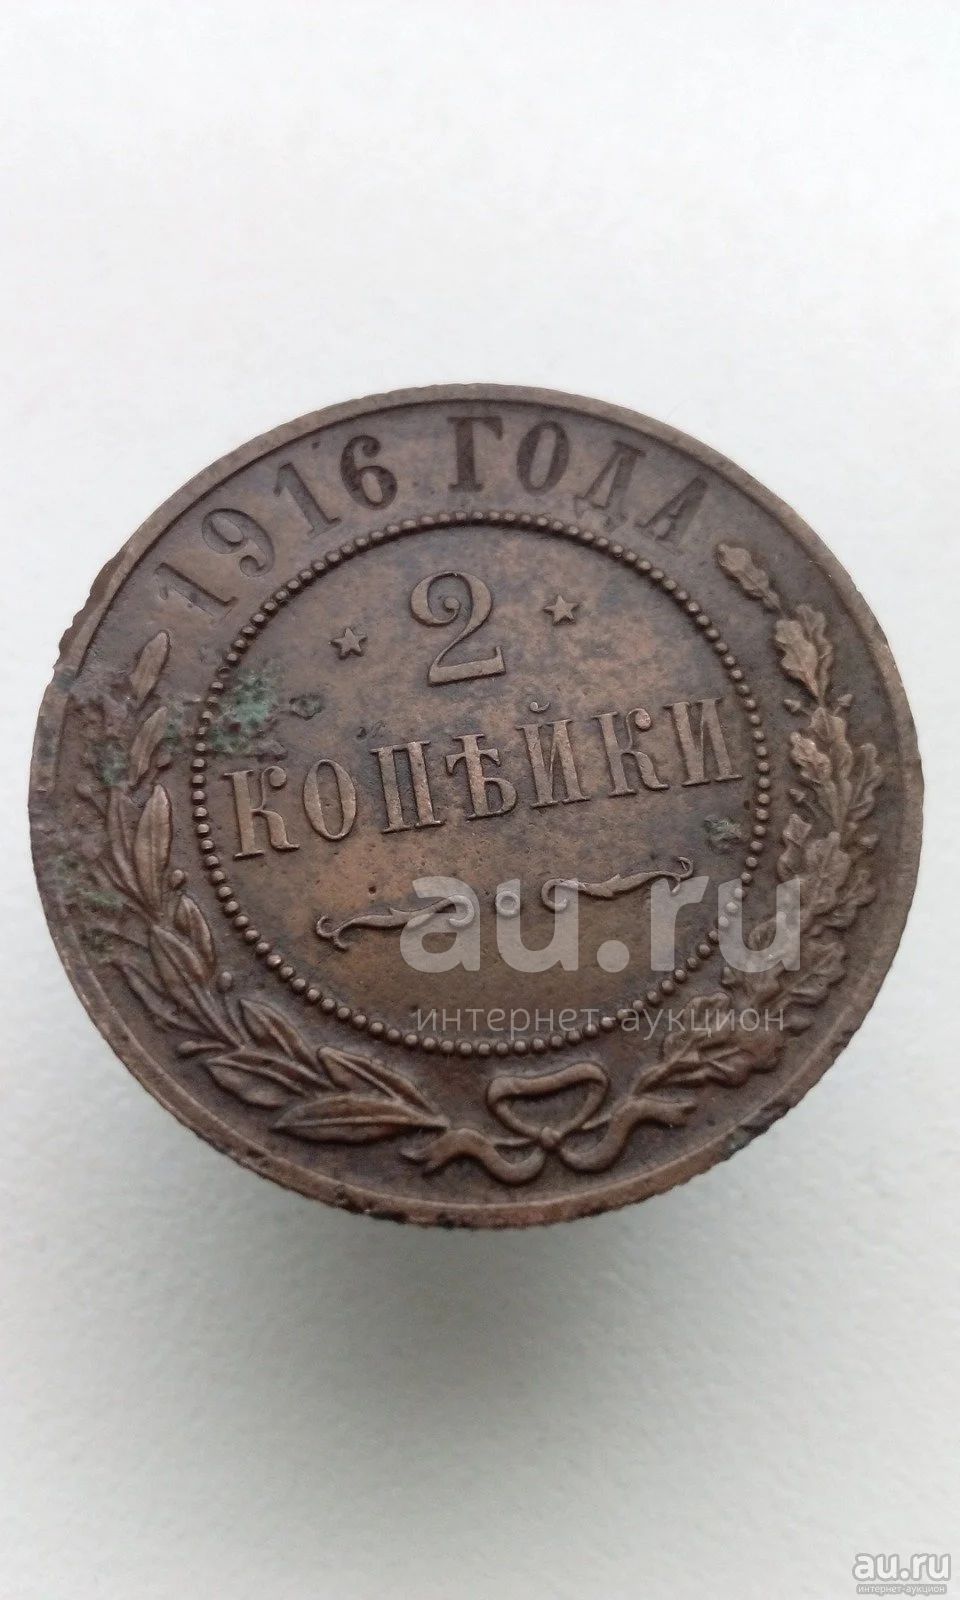 1916 ГОДА
2
КОПѢЙКИ
au.ru
интернет-аукцион
au.ru
интернет-аукцион